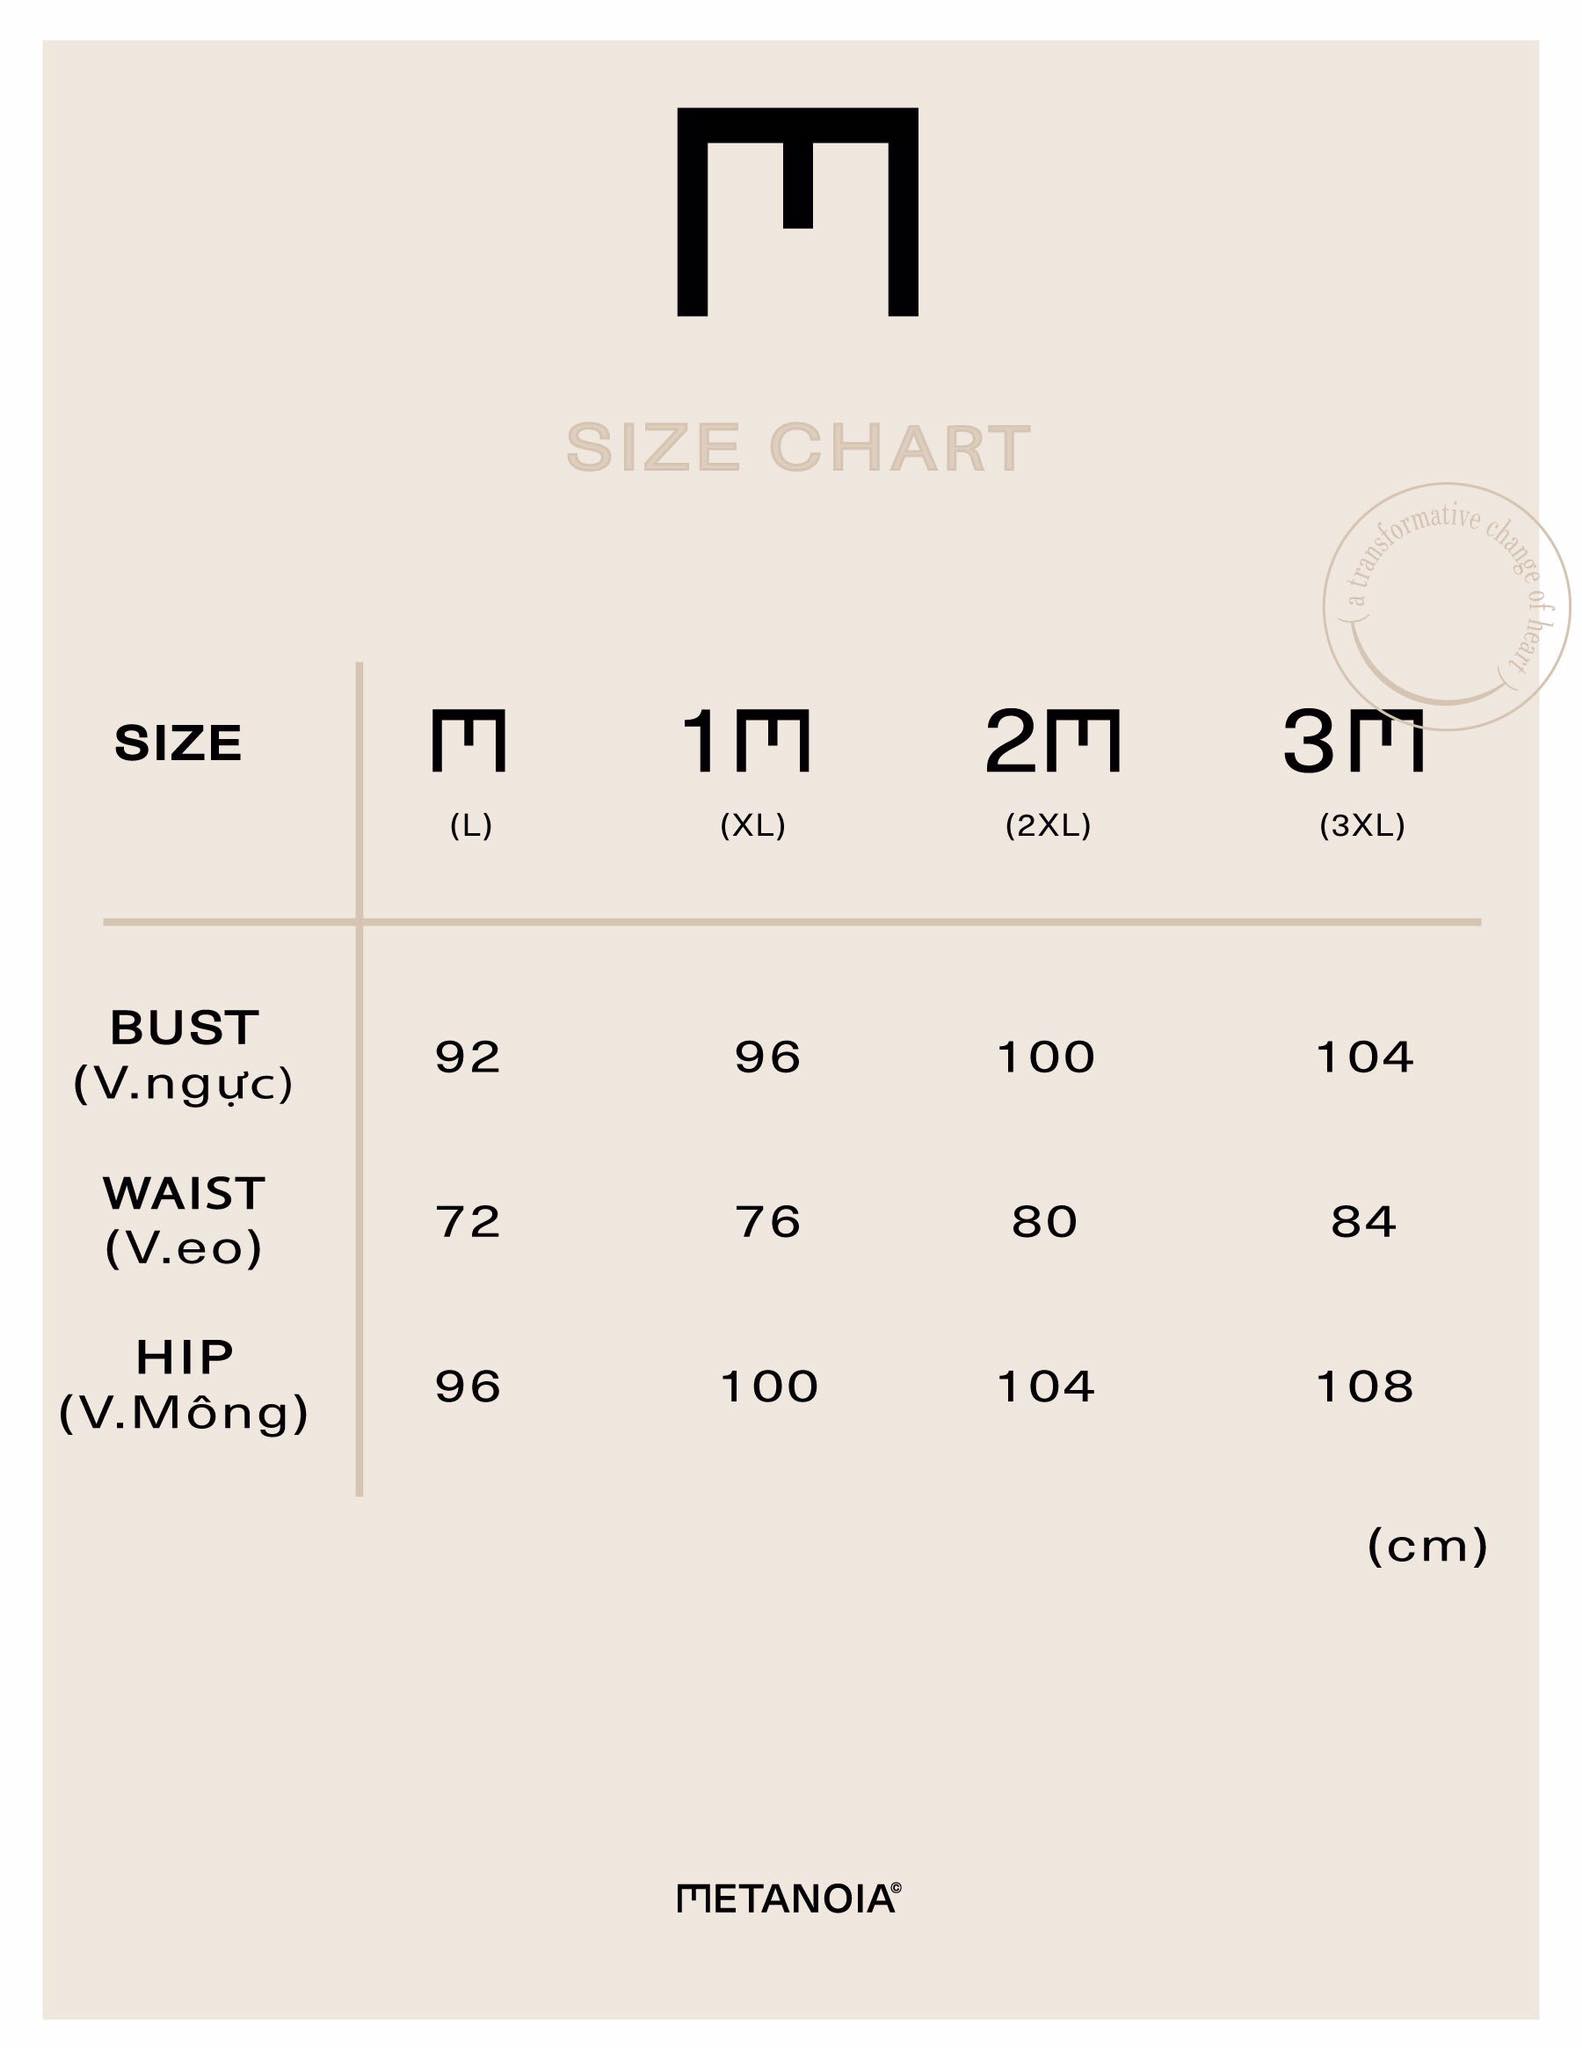 M
SIZE CHART
(a transformative change of heart)
SIZE M 1M 2M 3M
(L) (XL) (2XL) (3XL)
BUST
(V.ngực) 92 96 100 104
WAIST
(V.eo) 72 76 80 84
HIP
(V.Mông) 96 100 104 108
(cm)
METANOIA©